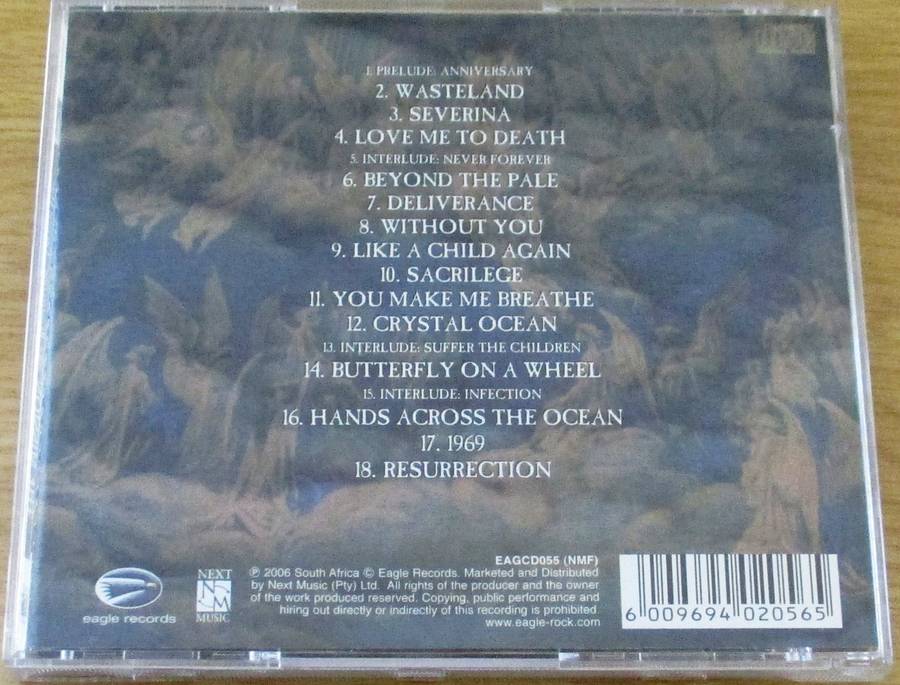 1. PRELUDE: ANNIVERSARY
2. WASTELAND
3. SEVERINA
4. LOVE ME TO DEATH
5. INTERLUDE: NEVER FOREVER
6. BEYOND THE PALE
7. DELIVERANCE
8. WITHOUT YOU
9. LIKE A CHILD AGAIN
10. SACRILEGE
11. YOU MAKE ME BREATHE
12. CRYSTAL OCEAN
13. INTERLUDE: SUFFER THE CHILDREN
14. BUTTERFLY ON A WHEEL
15. INTERLUDE: INFECTION
16. HANDS ACROSS THE OCEAN
17. 1969
18. RESURRECTION
eagle records
NEXT
NM
MUSIC
EAGCD055 (NMF)
℗ 2006 South Africa © Eagle Records. Marketed and Distributed
by Next Music (Pty) Ltd. All rights of the producer and the owner
of the work produced reserved. Copying, public performance and
hiring out directly or indirectly of this recording is prohibited.
www.eagle-rock.com
6 009694 020565